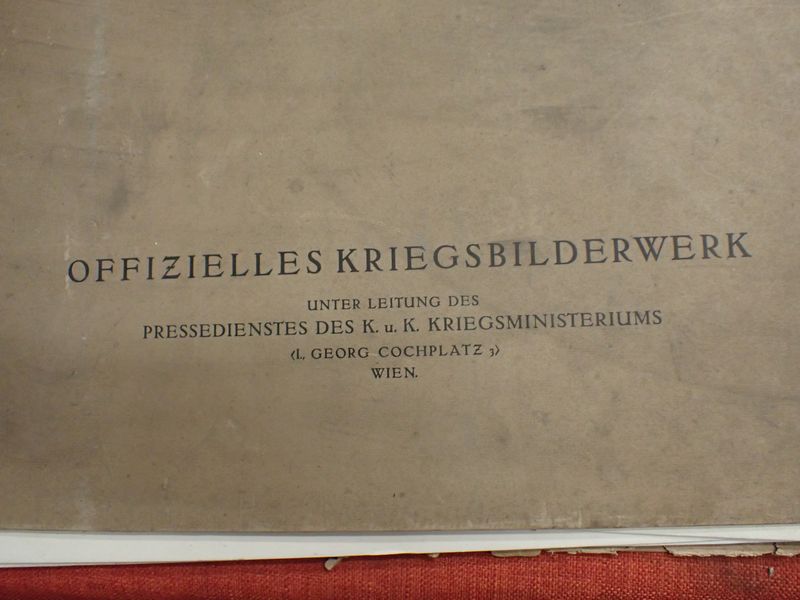 OFFIZIELLES KRIEGSBILDERWERK
UNTER LEITUNG DES
PRESSEDIENSTES DES K. u. K. KRIEGSMINISTERIUMS
⟨I., GEORG COCHPLATZ 3⟩
WIEN.